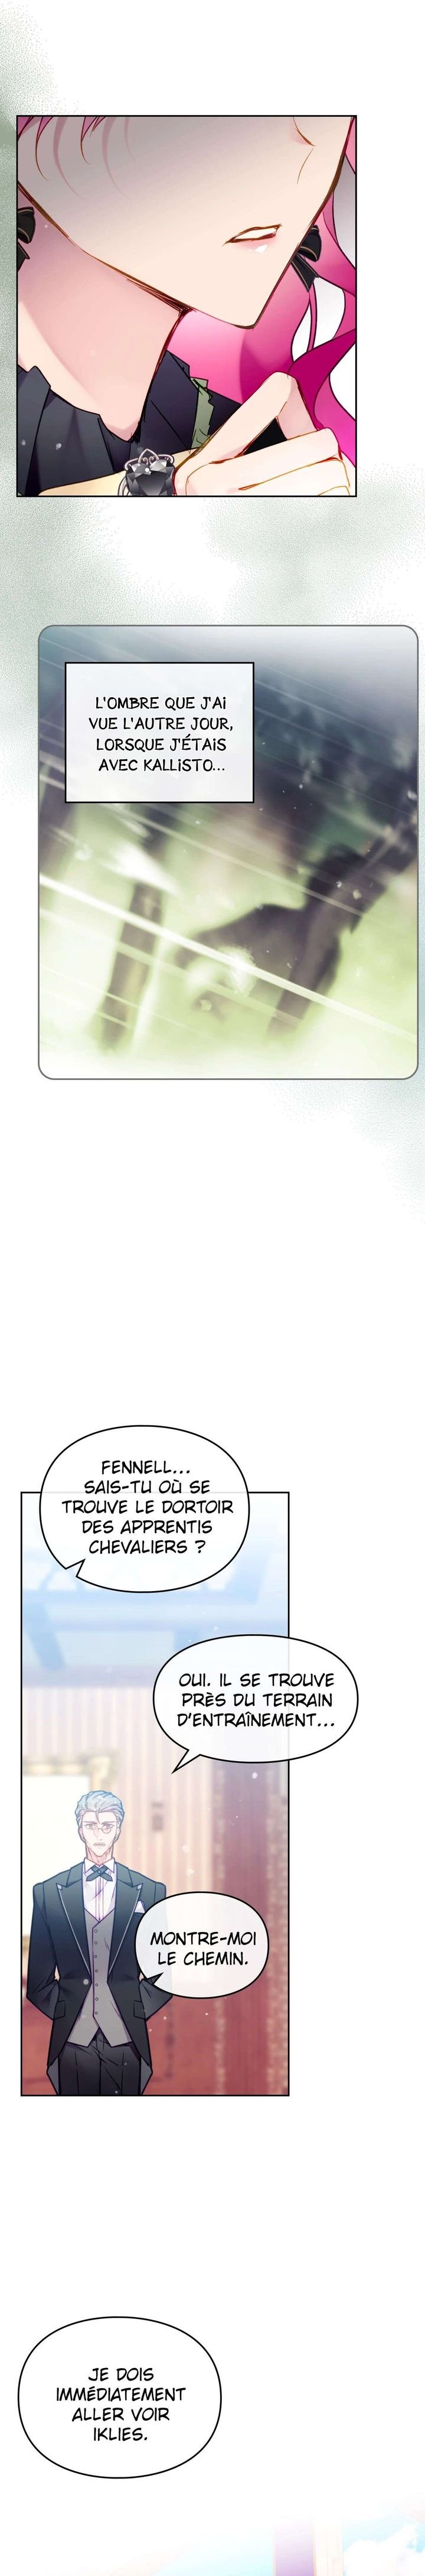 L'OMBRE QUE J'AI
VUE L'AUTRE JOUR,
LORSQUE J'ÉTAIS
AVEC KALLISTO...
FENNELL...
SAIS-TU OÙ SE
TROUVE LE DORTOIR
DES APPRENTIS
CHEVALIERS ?
OUI. IL SE TROUVE
PRÈS DU TERRAIN
D'ENTRAÎNEMENT...
MONTRE-MOI
LE CHEMIN.
JE DOIS
IMMÉDIATEMENT
ALLER VOIR
IKLIES.